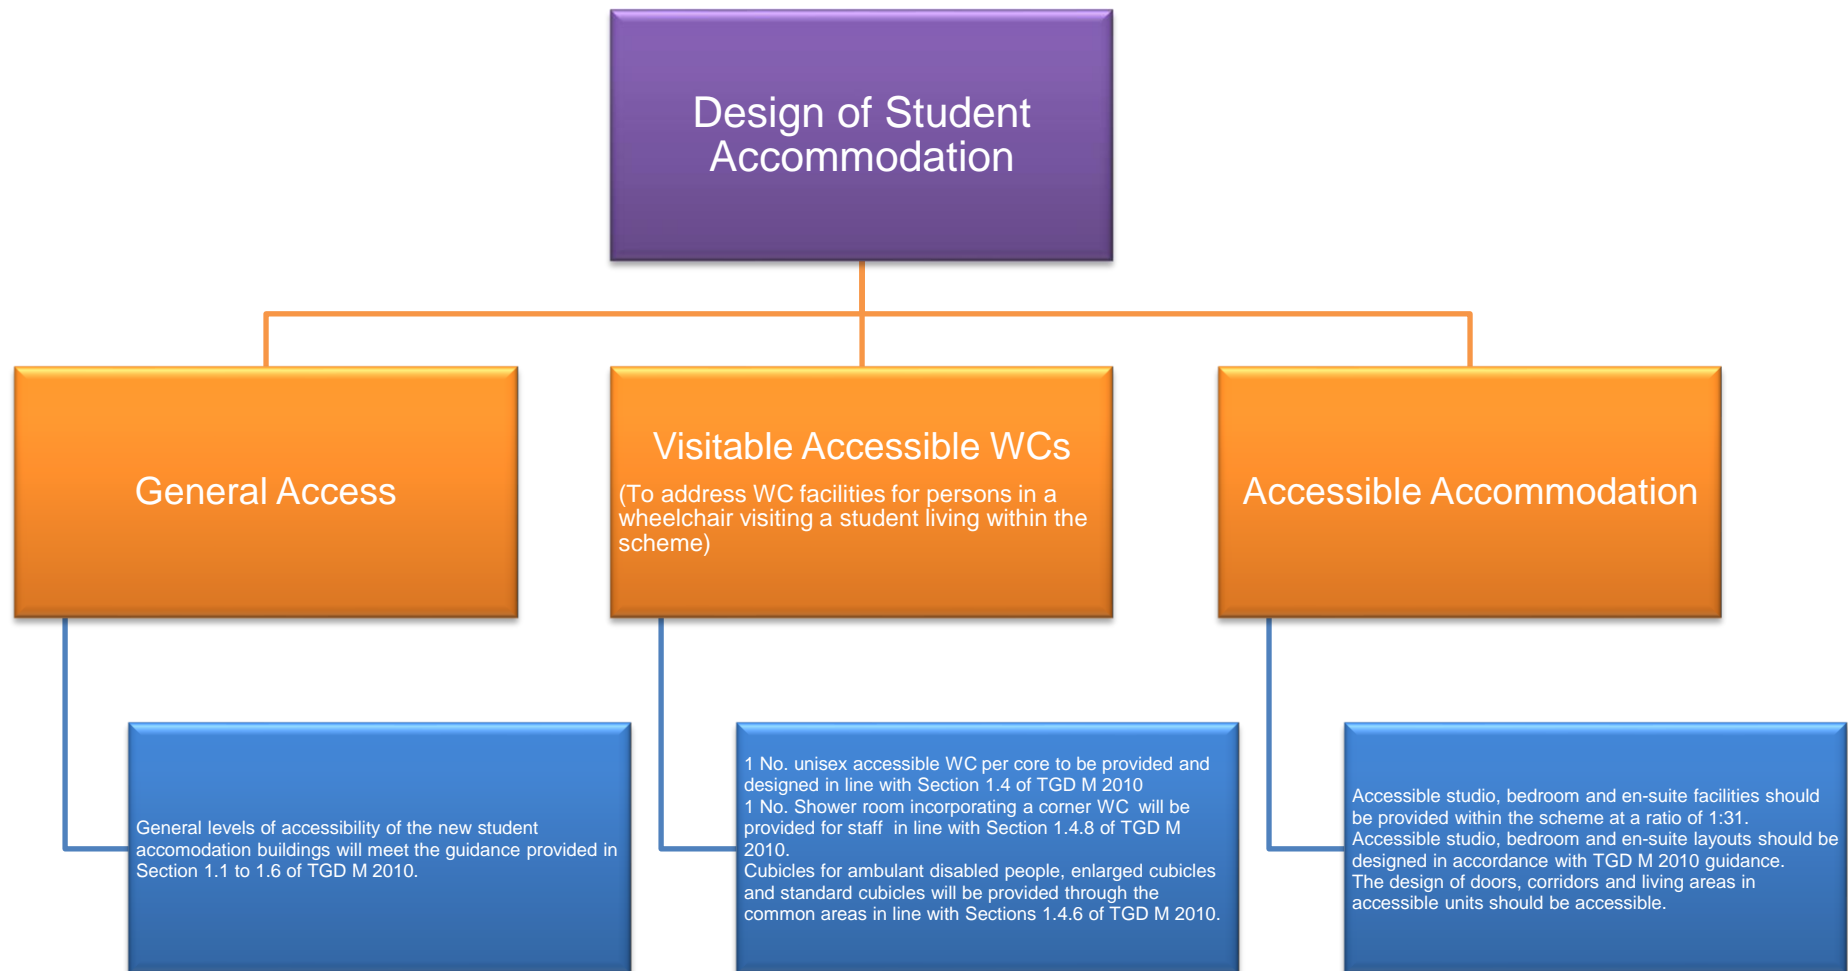 Design of Student
Accommodation
General Access
Visitable Accessible WCs
(To address WC facilities for persons in a
wheelchair visiting a student living within the
scheme)
Accessible Accommodation
General levels of accessibility of the new student
accomodation buildings will meet the guidance provided in
Section 1.1 to 1.6 of TGD M 2010.
1 No. unisex accessible WC per core to be provided and
designed in line with Section 1.4 of TGD M 2010
1 No. Shower room incorporating a corner WC will be
provided for staff in line with Section 1.4.8 of TGD M
2010.
Cubicles for ambulant disabled people, enlarged cubicles
and standard cubicles will be provided through the
common areas in line with Sections 1.4.6 of TGD M 2010.
Accessible studio, bedroom and en-suite facilities should
be provided within the scheme at a ratio of 1:31.
Accessible studio, bedroom and en-suite layouts should be
designed in accordance with TGD M 2010 guidance.
The design of doors, corridors and living areas in
accessible units should be accessible.